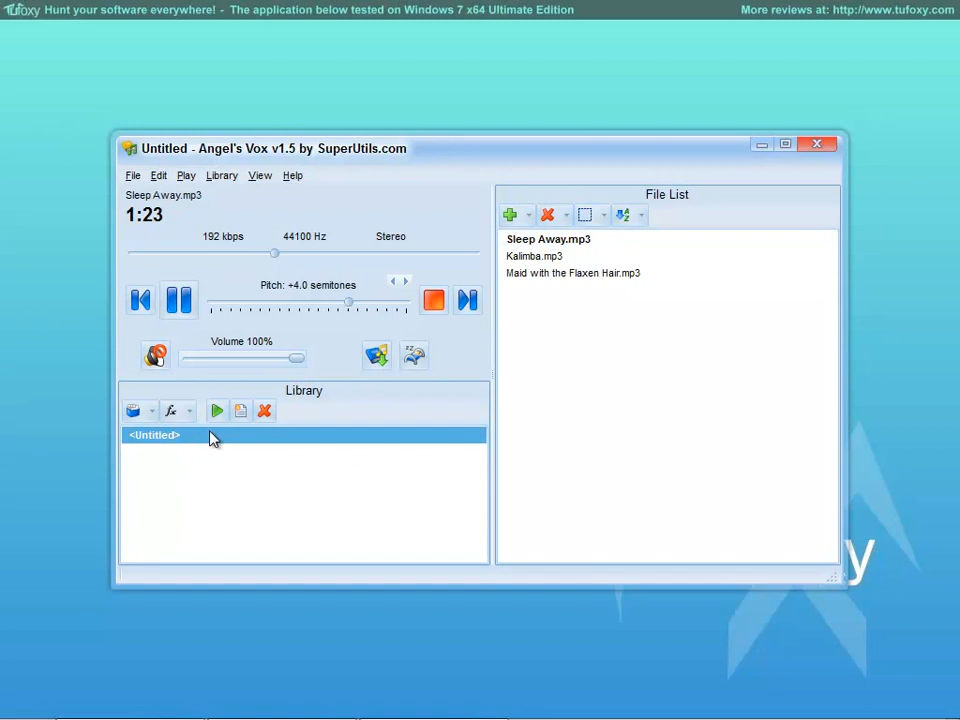 Tufoxy Hunt your software everywhere! - The application below tested on Windows 7 x64 Ultimate Edition More reviews at: http://www.tufoxy.com
Untitled - Angel's Vox v1.5 by SuperUtils.com
File Edit Play Library View Help
Sleep Away.mp3
1:23
192 kbps 44100 Hz Stereo
Pitch: +4.0 semitones
Volume 100%
Library
fx
<Untitled>
File List
Sleep Away.mp3
Kalimba.mp3
Maid with the Flaxen Hair.mp3
y